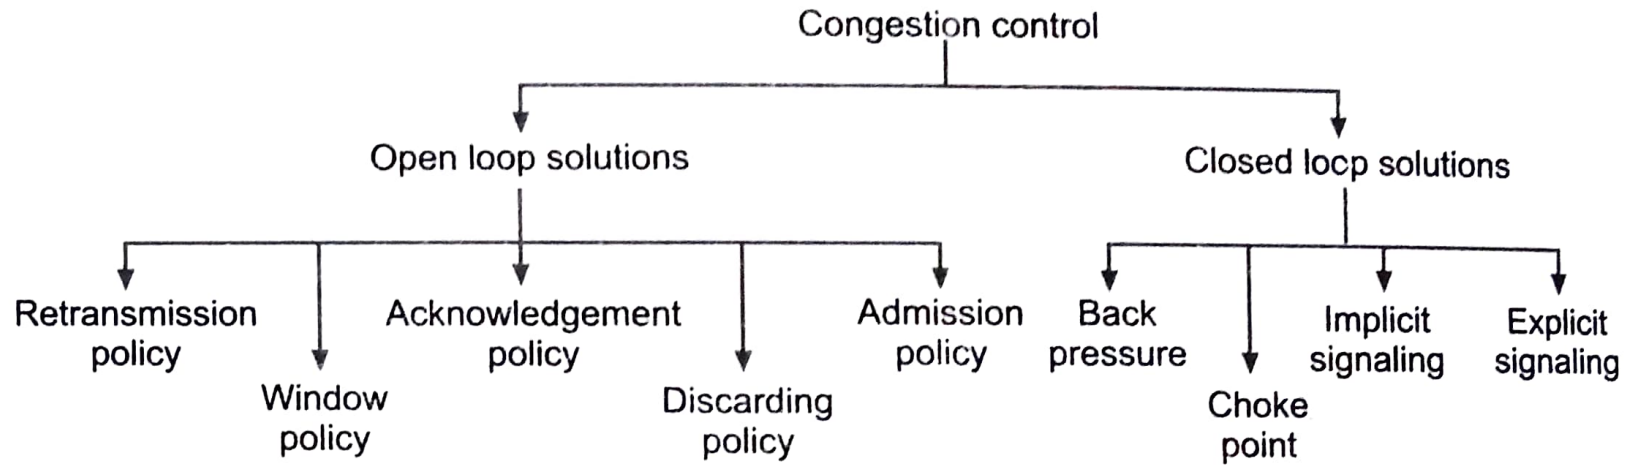 Congestion control
Open loop solutions
Closed locp solutions
Retransmission
policy
Window
policy
Acknowledgement
policy
Discarding
policy
Admission
policy
Back
pressure
Choke
point
Implicit
signaling
Explicit
signaling